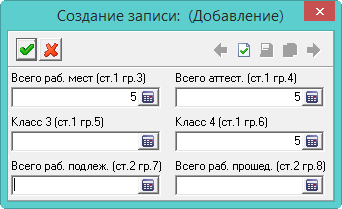 Создание записи: (Добавление)
Всего раб. мест (ст.1 гр.3) Всего аттест. (ст.1 гр.4)
5 5
Класс 3 (ст.1 гр.5) Класс 4 (ст.1 гр.6)
5
Всего раб. подлеж. (ст.2 гр.7) Всего раб. прошед. (ст.2 гр.8)